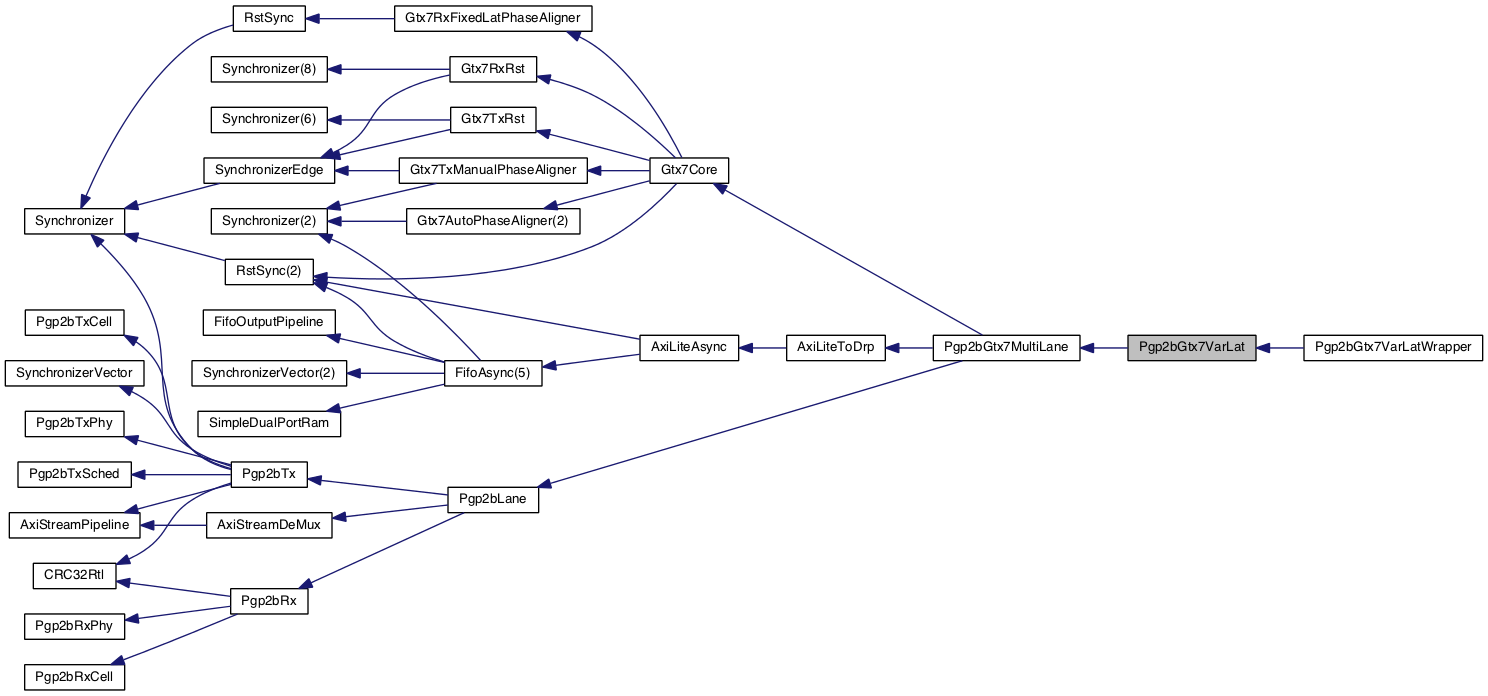 RstSync
Gtx7RxFixedLatPhaseAligner
Synchronizer(8)
Gtx7RxRst
Synchronizer(6)
Gtx7TxRst
SynchronizerEdge
Gtx7TxManualPhaseAligner
Gtx7Core
Synchronizer
Synchronizer(2)
Gtx7AutoPhaseAligner(2)
RstSync(2)
Pgp2bTxCell
FifoOutputPipeline
AxiLiteAsync
AxiLiteToDrp
Pgp2bGtx7MultiLane
Pgp2bGtx7VarLat
Pgp2bGtx7VarLatWrapper
SynchronizerVector
SynchronizerVector(2)
FifoAsync(5)
Pgp2bTxPhy
SimpleDualPortRam
Pgp2bTxSched
Pgp2bTx
Pgp2bLane
AxiStreamPipeline
AxiStreamDeMux
CRC32Rtl
Pgp2bRx
Pgp2bRxPhy
Pgp2bRxCell